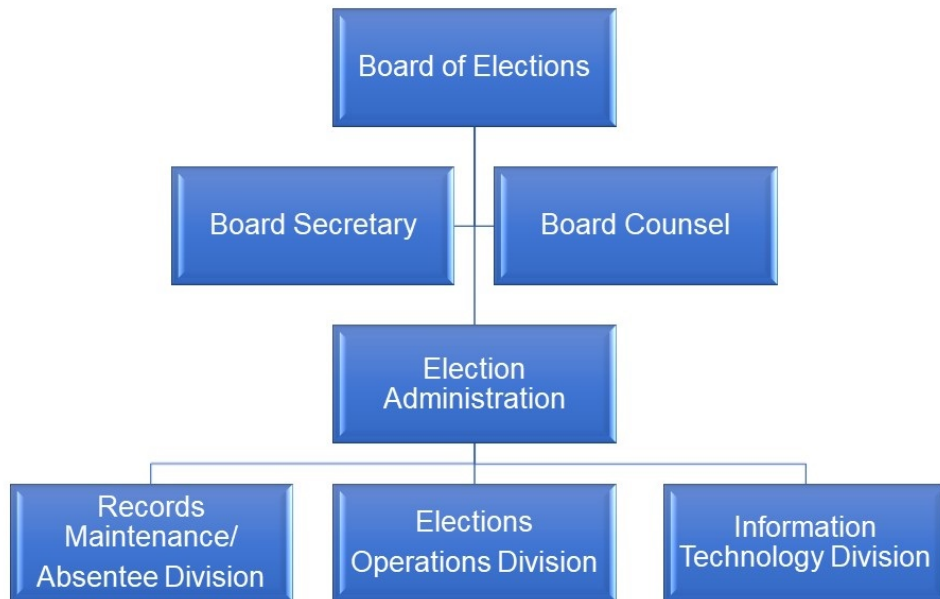 Board of Elections
Board Secretary
Board Counsel
Election
Administration
Records
Maintenance/
Absentee Division
Elections
Operations Division
Information
Technology Division